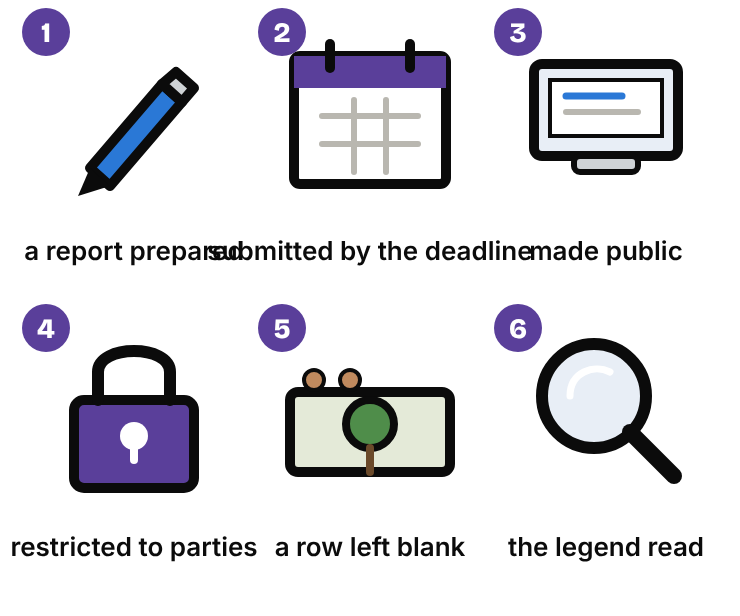 1
2
3
a report prepared
submitted by the deadline
made public
4
5
6
restricted to parties
a row left blank
the legend read